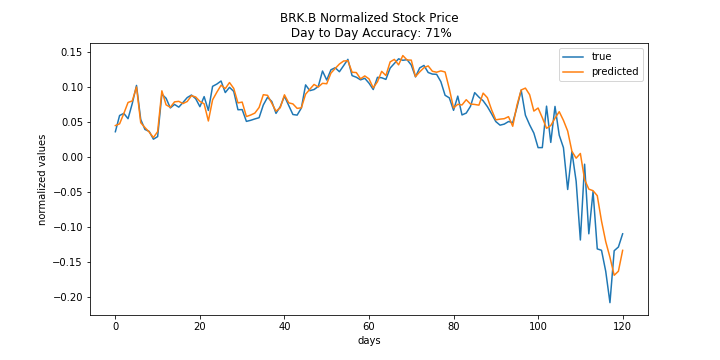 BRK.B Normalized Stock Price
Day to Day Accuracy: 71%
true
predicted
normalized values
0.15
0.10
0.05
0.00
−0.05
−0.10
−0.15
−0.20
0 20 40 60 80 100 120
days